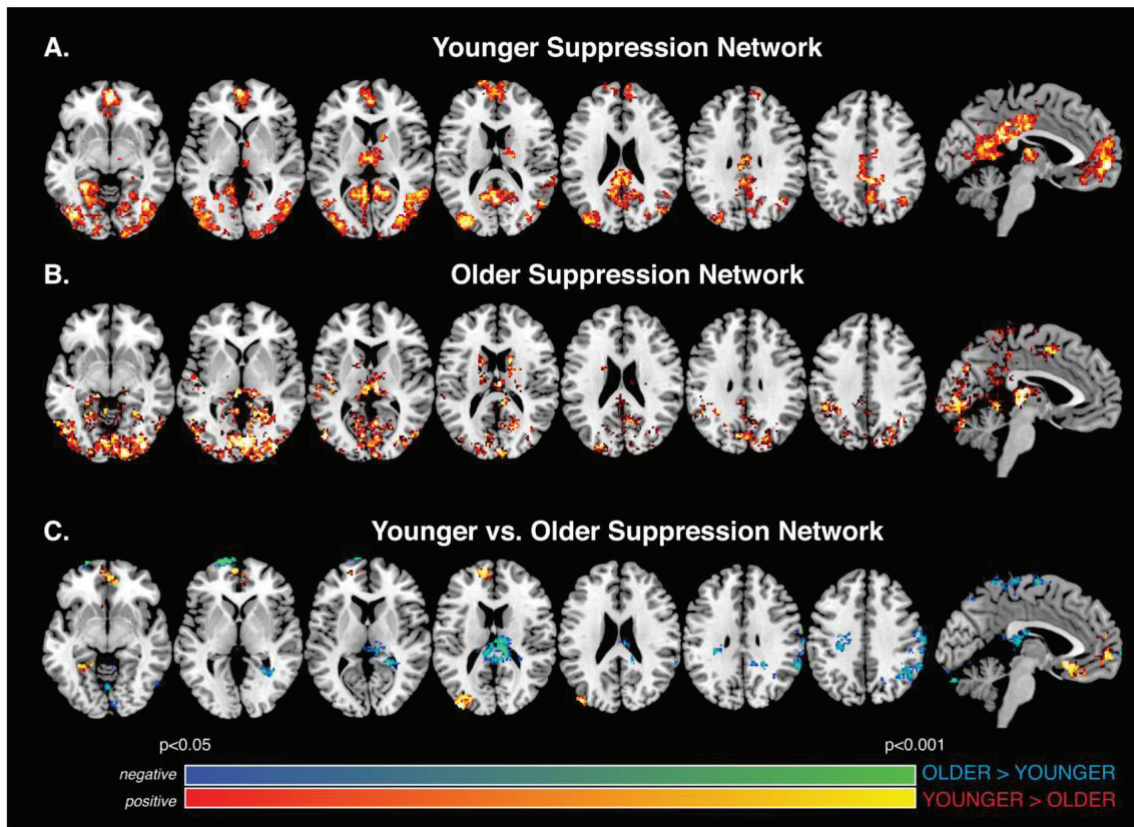 A.
Younger Suppression Network
B.
Older Suppression Network
C.
Younger vs. Older Suppression Network
p<0.05
p<0.001
negative
OLDER > YOUNGER
positive
YOUNGER > OLDER